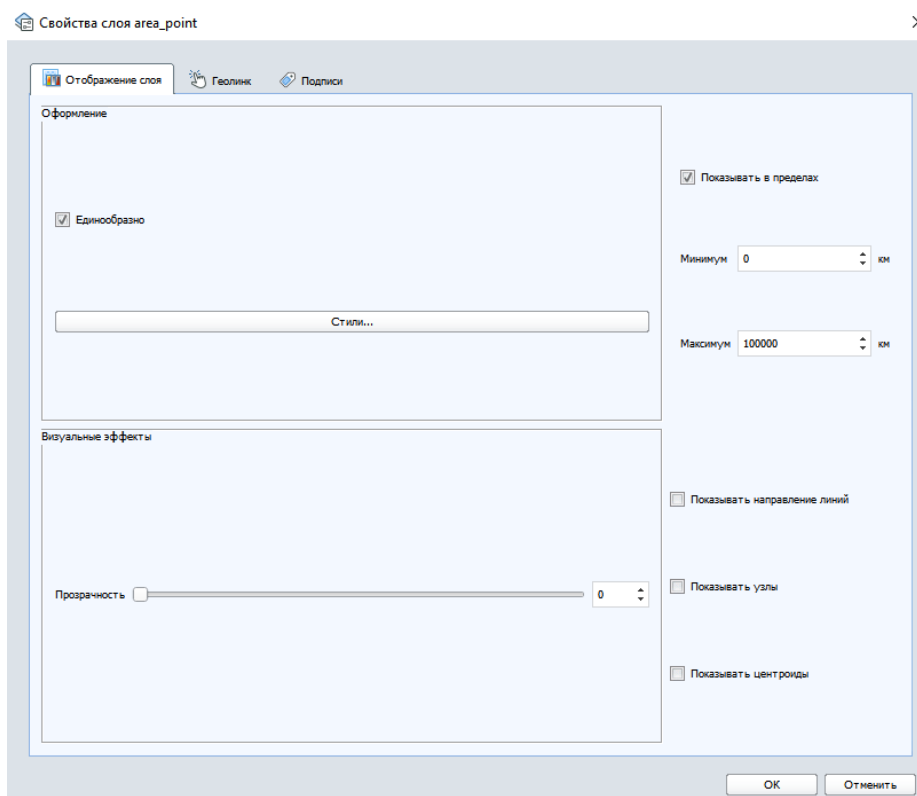 Свойства слоя area_point
Отображение слоя Геолинк Подписи
Оформление
Показывать в пределах
Единообразно
Минимум 0 км
Стили...
Максимум 100000 км
Визуальные эффекты
Показывать направление линий
Показывать узлы
Прозрачность 0
Показывать центроиды
ОК Отменить